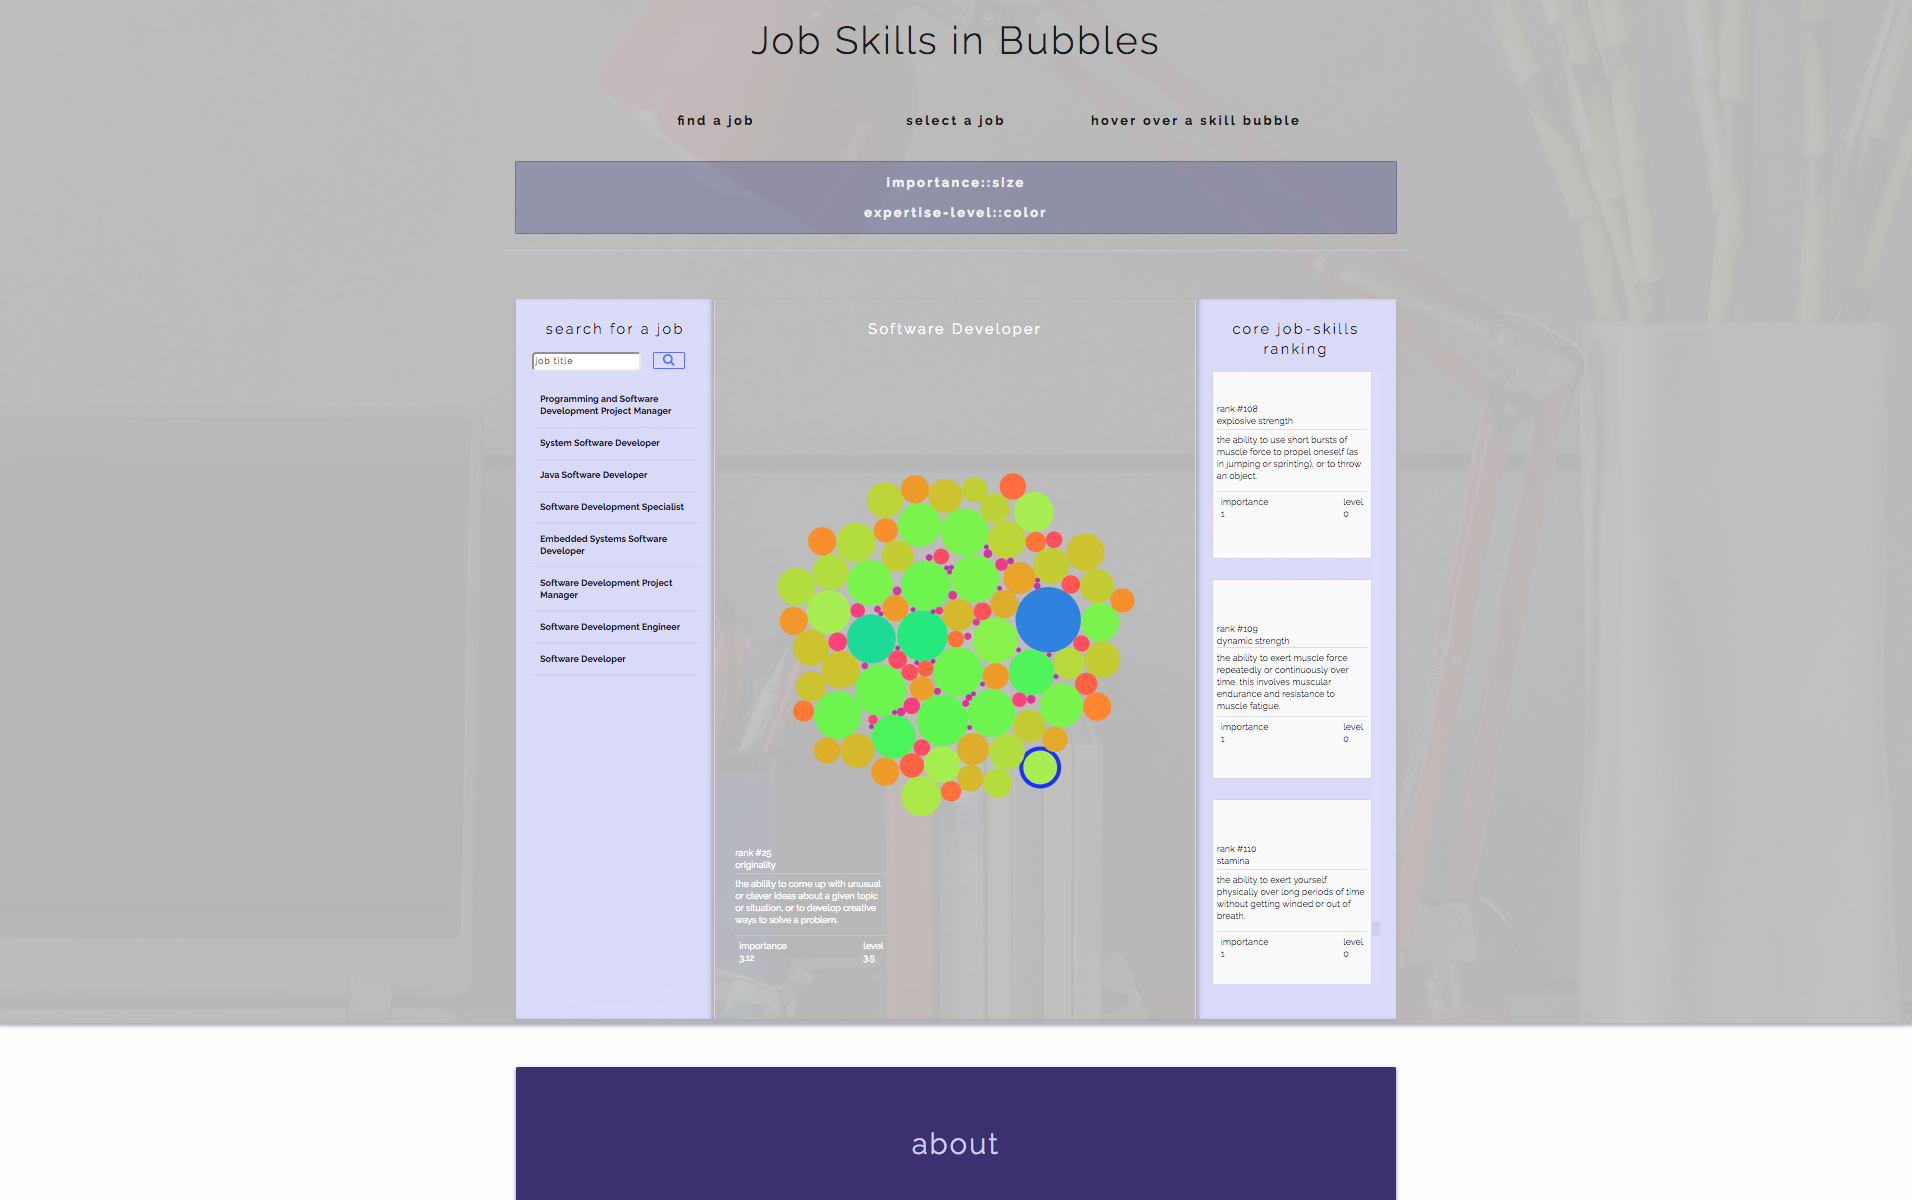 Job Skills in Bubbles
find a job
select a job
hover over a skill bubble
importance::size
expertise-level::color
search for a job
job title
Programming and Software
Development Project Manager
System Software Developer
Java Software Developer
Software Development Specialist
Embedded Systems Software
Developer
Software Development Project
Manager
Software Development Engineer
Software Developer
Software Developer
rank #25
originality
the ability to come up with unusual
or clever ideas about a given topic
or situation, or to develop creative
ways to solve a problem.
importance level
3.12 3.5
core job-skills
ranking
rank #108
explosive strength
the ability to use short bursts of
muscle force to propel oneself (as
in jumping or sprinting), or to throw
an object.
importance level
1 0
rank #109
dynamic strength
the ability to exert muscle force
repeatedly or continuously over
time. this involves muscular
endurance and resistance to
muscle fatigue.
importance level
1 0
rank #110
stamina
the ability to exert yourself
physically over long periods of time
without getting winded or out of
breath.
importance level
1 0
about